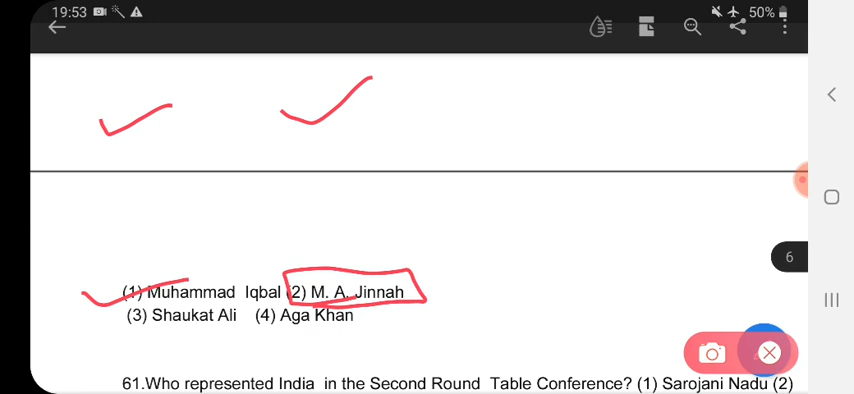 19:53 50%
6
(1) Muhammad Iqbal (2) M. A. Jinnah
(3) Shaukat Ali (4) Aga Khan
61.Who represented India in the Second Round Table Conference? (1) Sarojani Nadu (2)